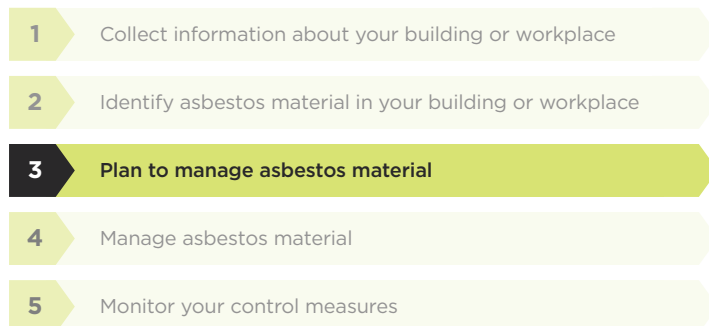 1 Collect information about your building or workplace
2 Identify asbestos material in your building or workplace
3 Plan to manage asbestos material
4 Manage asbestos material
5 Monitor your control measures